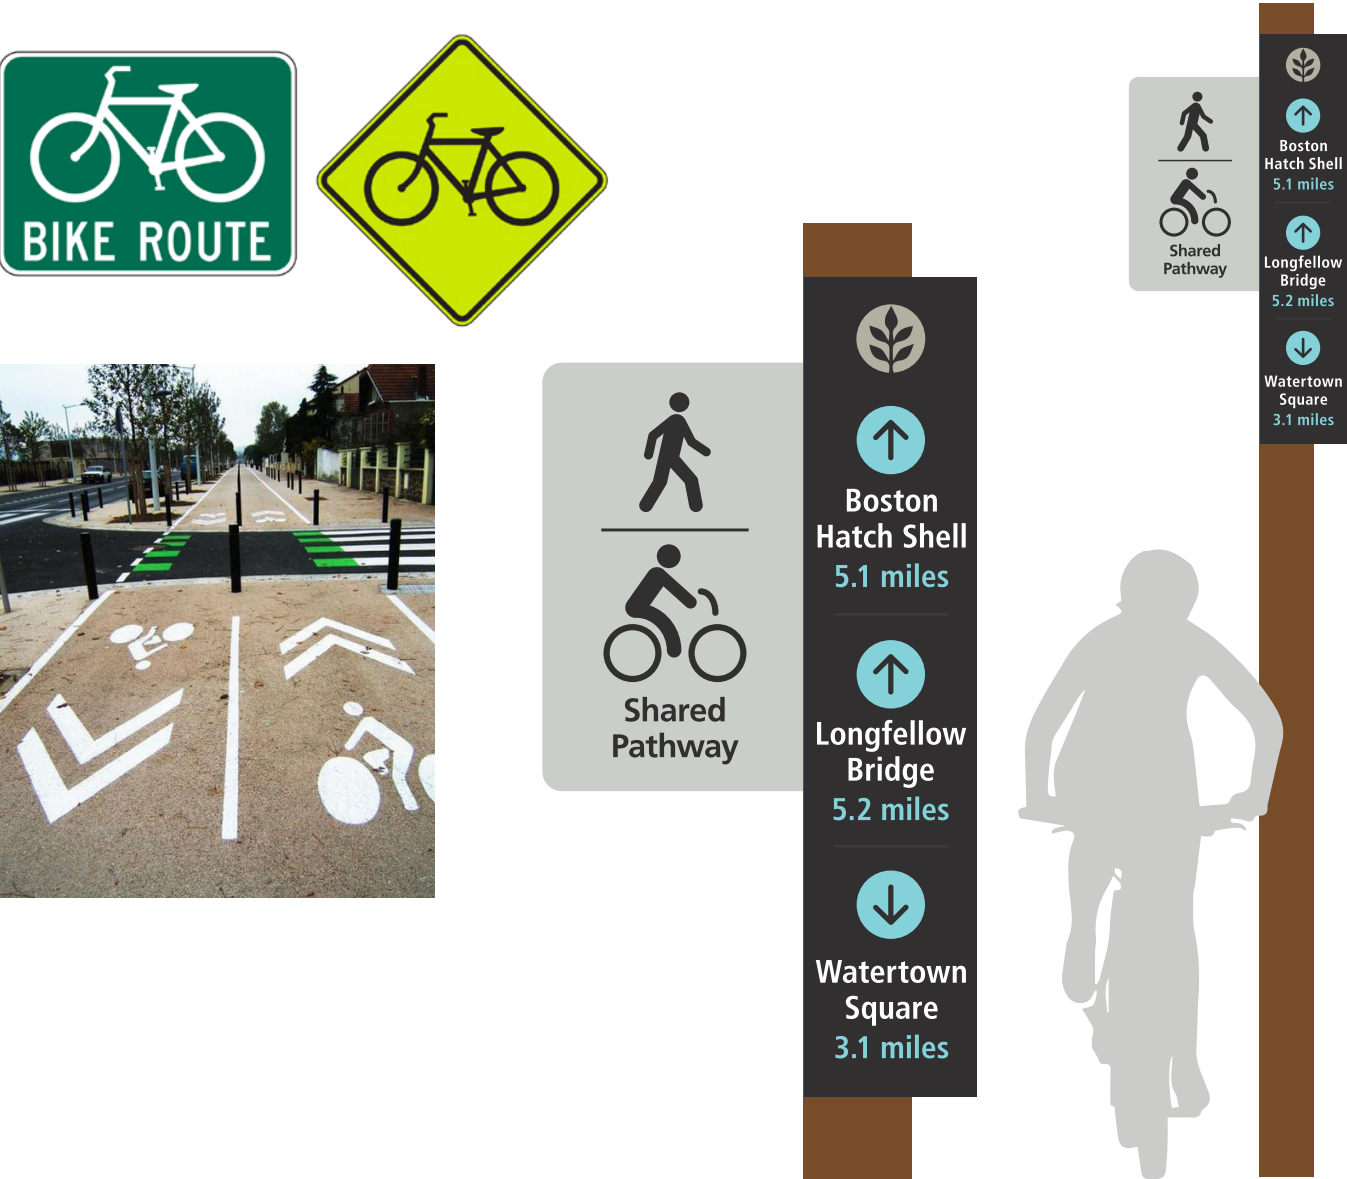 BIKE ROUTE
Shared
Pathway
Boston
Hatch Shell
5.1 miles
Longfellow
Bridge
5.2 miles
Watertown
Square
3.1 miles
Shared
Pathway
Boston
Hatch Shell
5.1 miles
Longfellow
Bridge
5.2 miles
Watertown
Square
3.1 miles